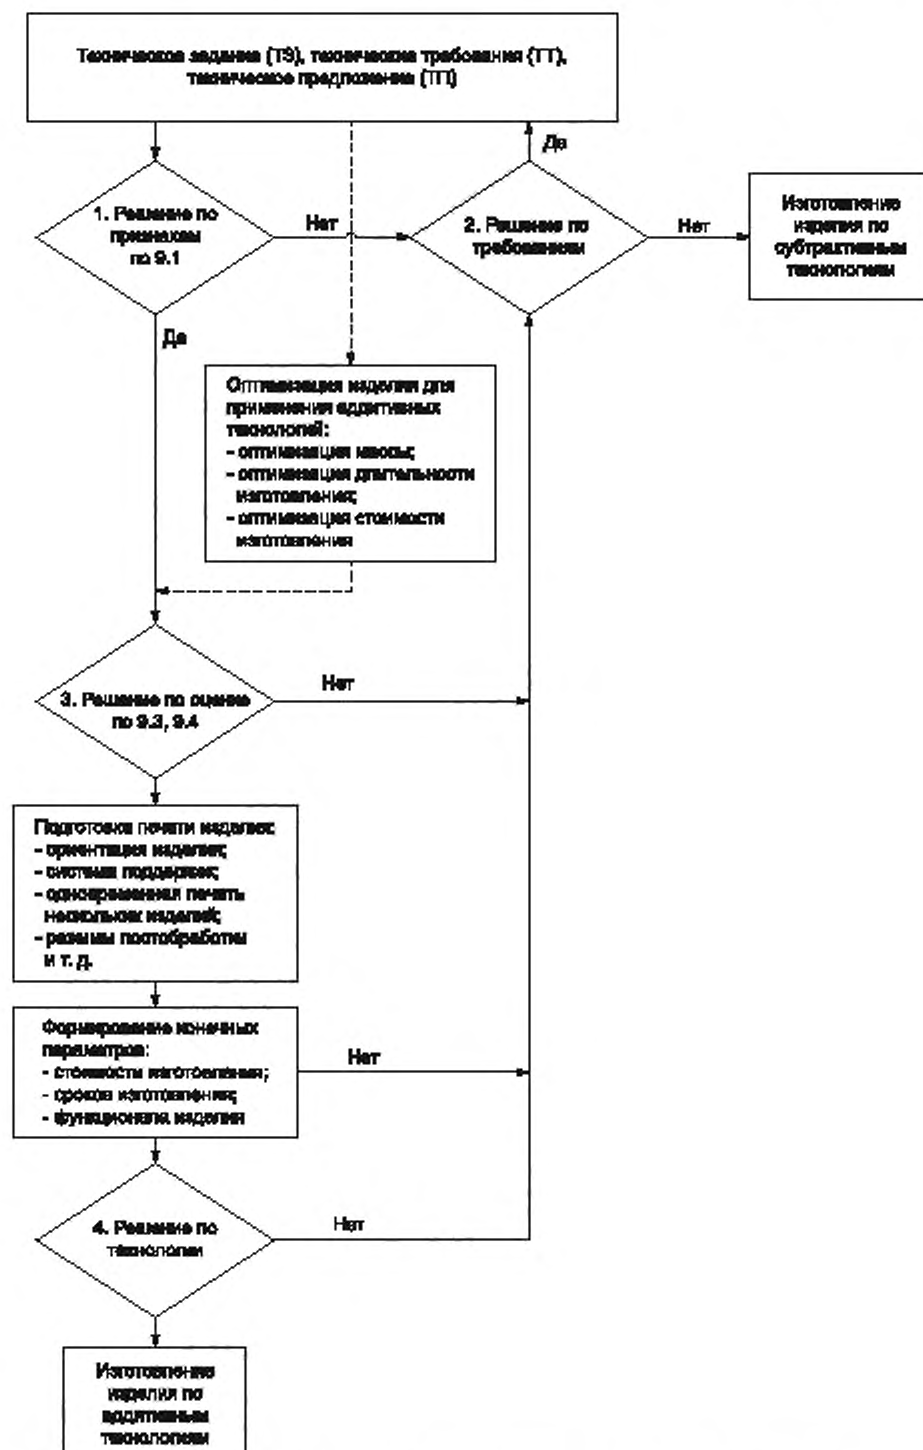 Техническое задание (ТЗ), технические требования (ТТ),
техническое предложение (ТП)
Да
1. Решение по
признакам
по 9.1
Нет
2. Решение по
требованиям
Нет
Изготовление
изделия по
субтрактивным
технологиям
Да
Оптимизация изделия для
применения аддитивных
технологий:
- оптимизация массы;
- оптимизация длительности
изготовления;
- оптимизация стоимости
изготовления
3. Решение по оценке
по 9.3, 9.4
Нет
Подготовка печати изделия:
- ориентация изделия;
- система поддержек;
- одновременная печать
нескольких изделий;
- режимы постобработки
и т. д.
Формирование конечных
параметров:
- стоимости изготовления;
- сроков изготовления;
- функционала изделия
Нет
4. Решение по
технологии
Нет
Изготовление
изделия по
аддитивным
технологиям